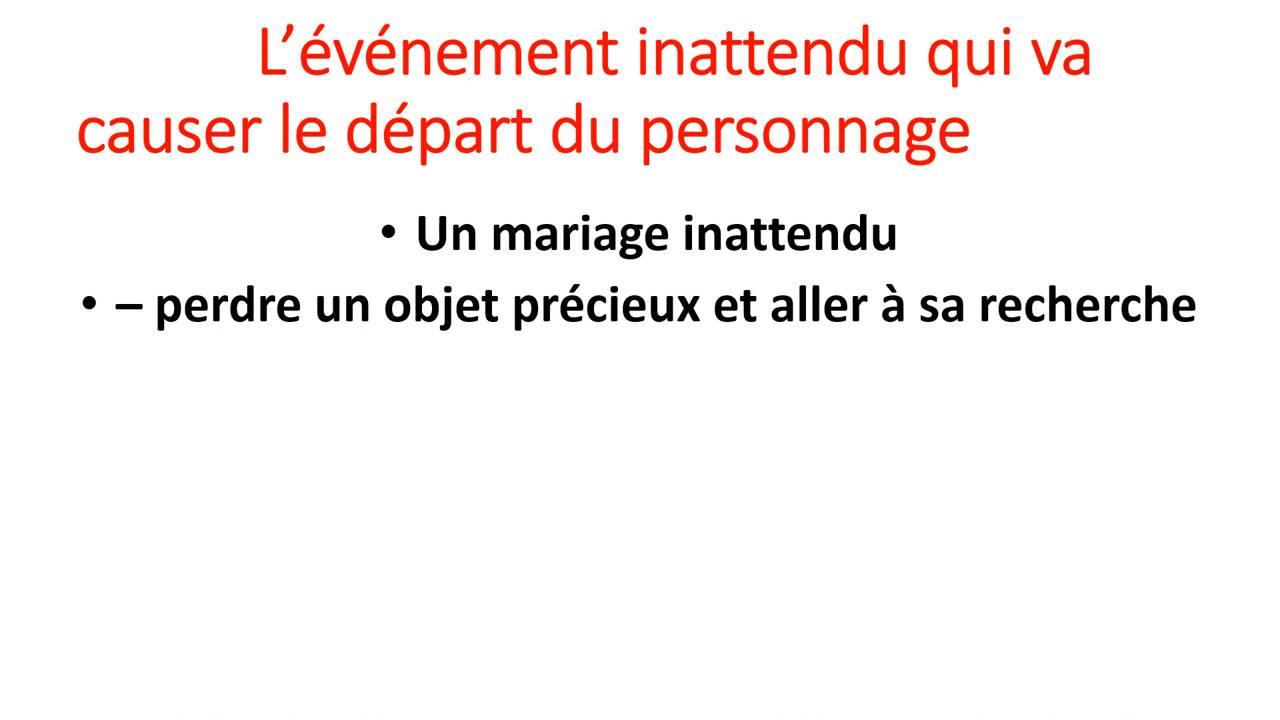 L’événement inattendu qui va
causer le départ du personnage
• Un mariage inattendu
• – perdre un objet précieux et aller à sa recherche